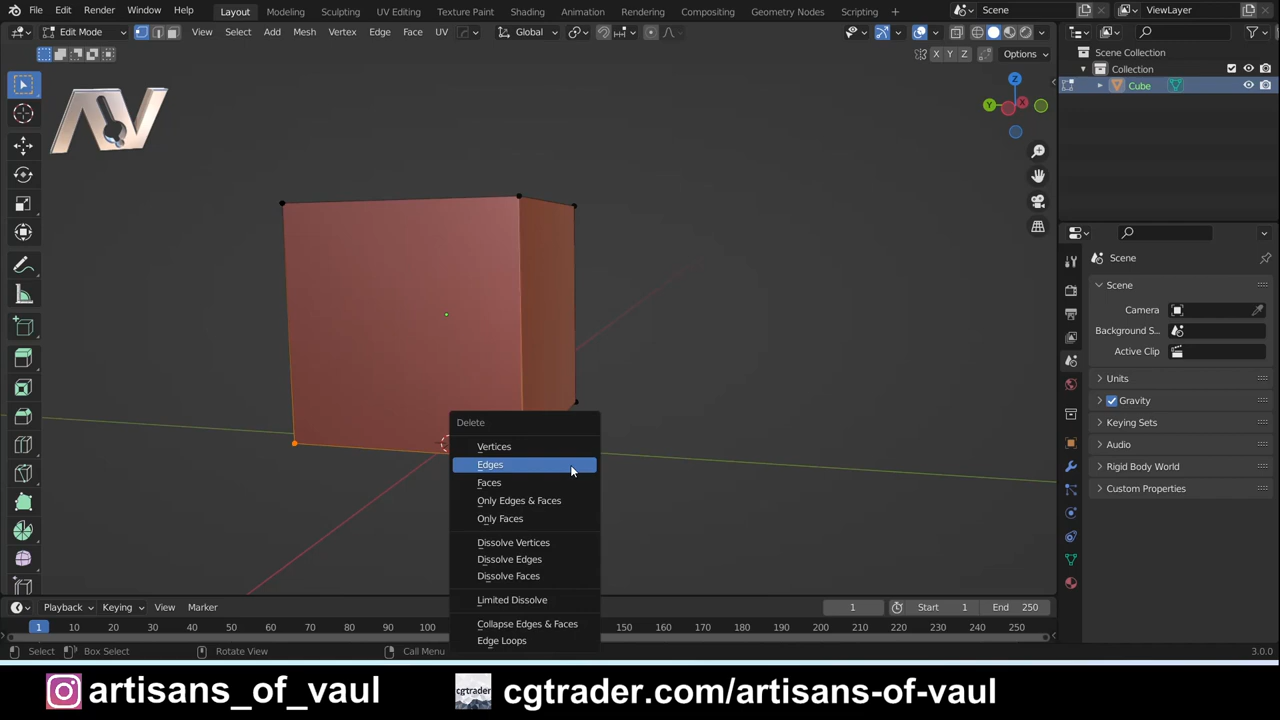 File Edit Render Window Help Layout Modeling Sculpting UV Editing Texture Paint Shading Animation Rendering Compositing Geometry Nodes Scripting + Scene ViewLayer
Edit Mode View Select Add Mesh Vertex Edge Face UV Global
X Y Z Options
Scene Collection
Collection
Cube
Z
Y X
AV
Scene
Scene
Camera
Background S...
Active Clip
Units
Gravity
Keying Sets
Audio
Rigid Body World
Custom Properties
Delete
Vertices
Edges
Faces
Only Edges & Faces
Only Faces
Dissolve Vertices
Dissolve Edges
Dissolve Faces
Limited Dissolve
Collapse Edges & Faces
Edge Loops
Playback Keying View Marker 1 Start 1 End 250
1 10 20 30 40 50 60 70 80 90 100 150 160 170 180 190 200 210 220 230 240 250
Select Box Select Rotate View Call Menu 3.0.0
artisans_of_vaul cgtrader cgtrader.com/artisans-of-vaul